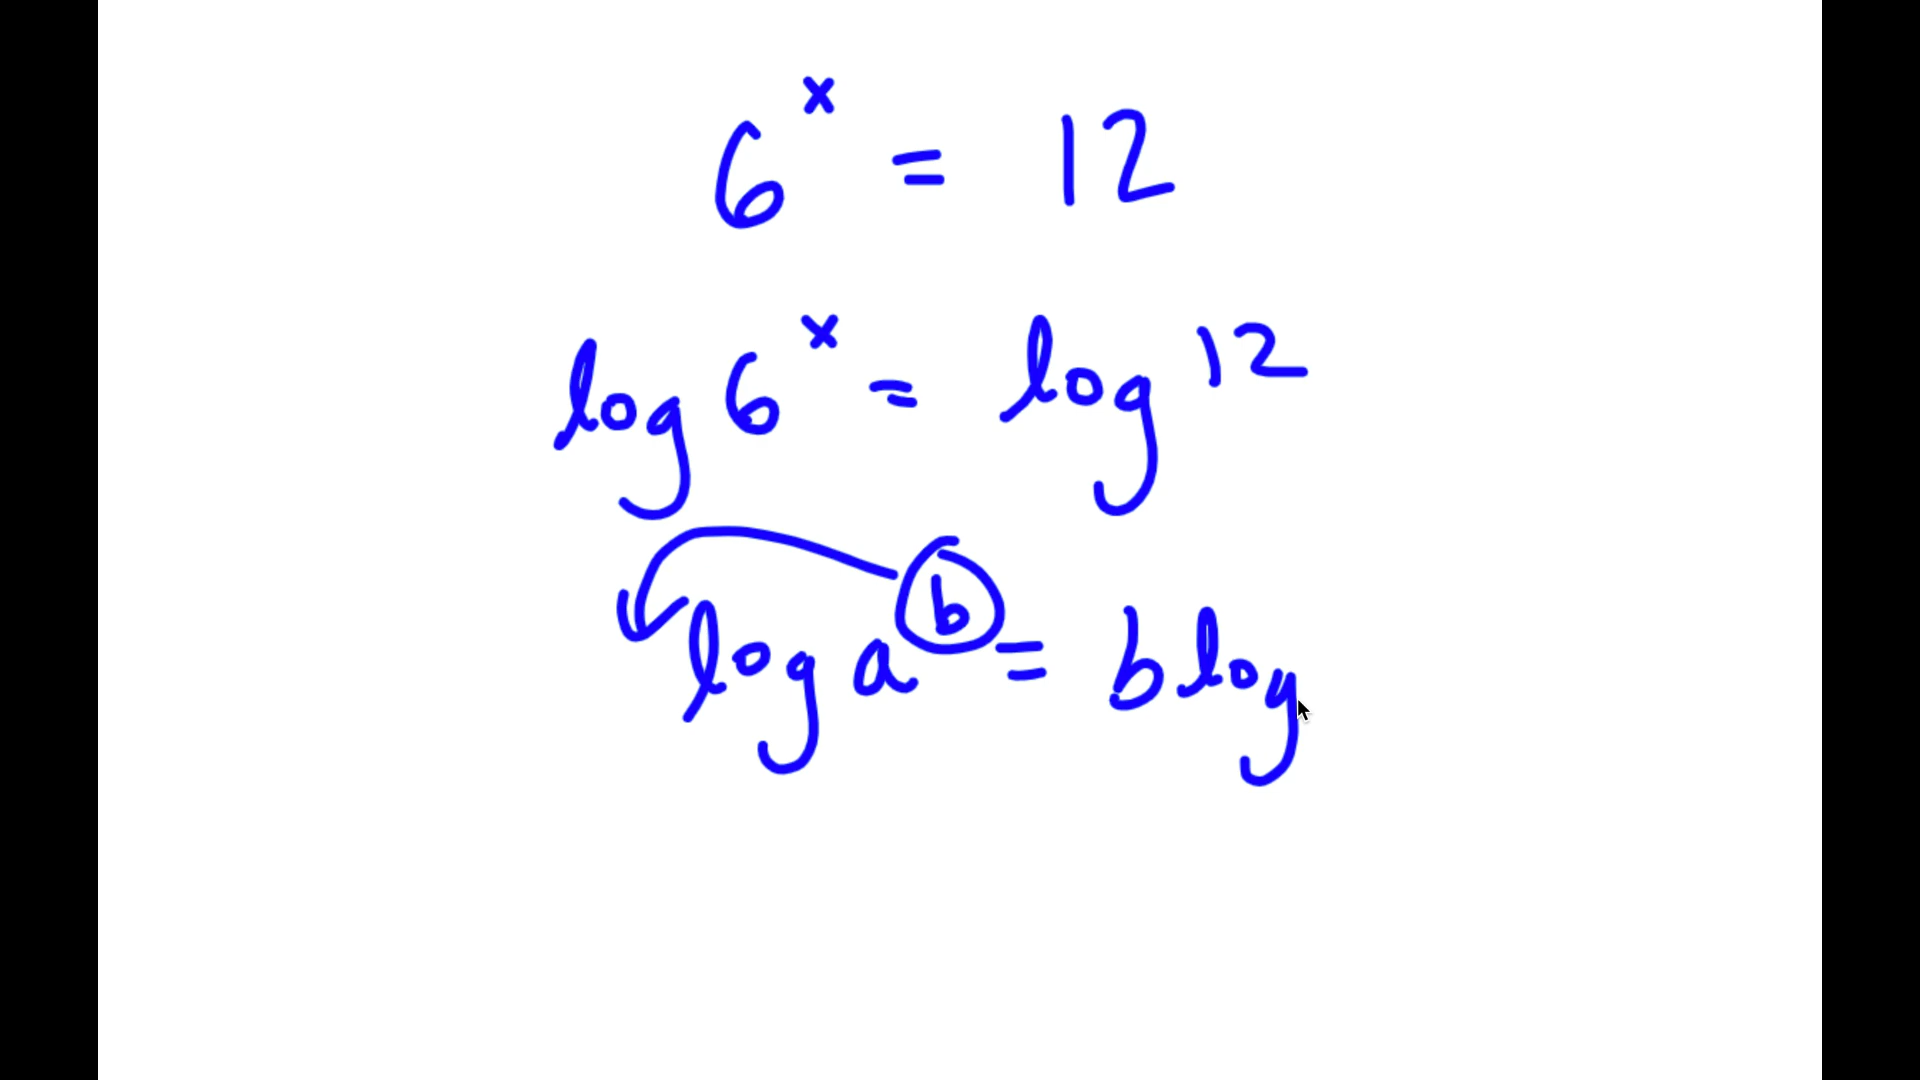 6^x = 12
log 6^x = log 12
log a^b = b log